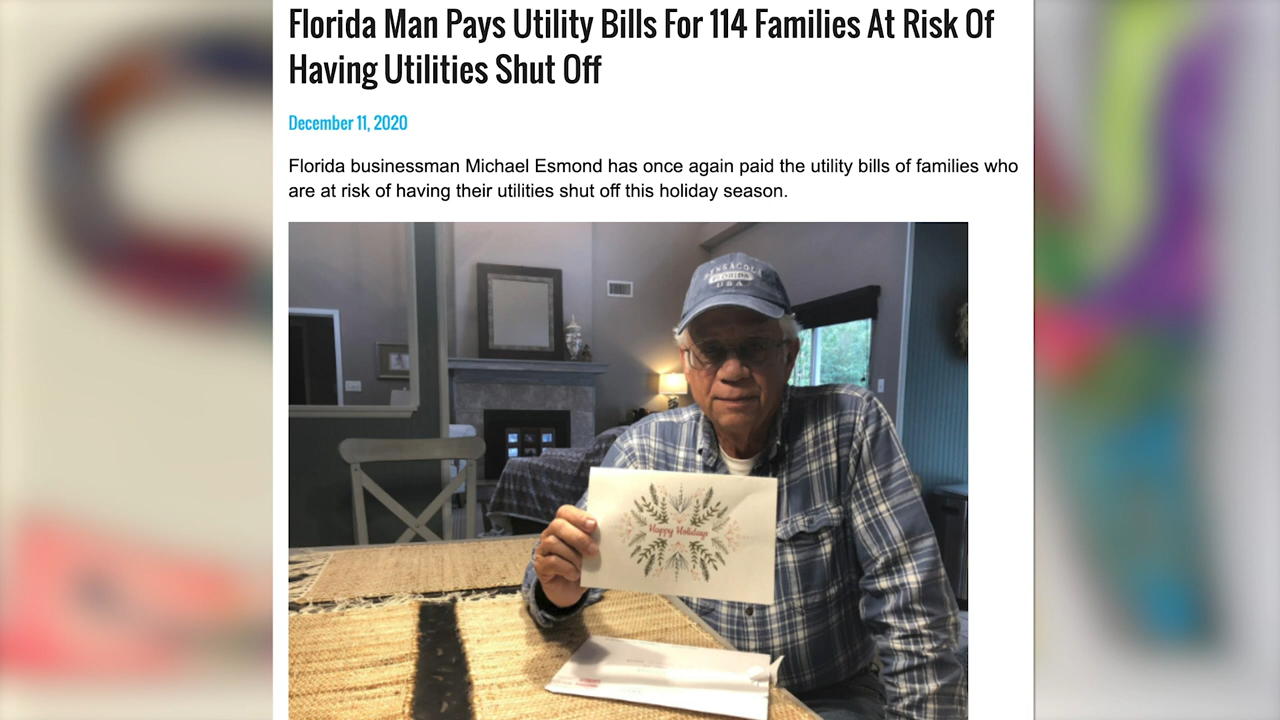 Florida Man Pays Utility Bills For 114 Families At Risk Of
Having Utilities Shut Off
December 11, 2020
Florida businessman Michael Esmond has once again paid the utility bills of families who
are at risk of having their utilities shut off this holiday season.
PENSACOLA
FLORIDA
USA
Happy Holidays